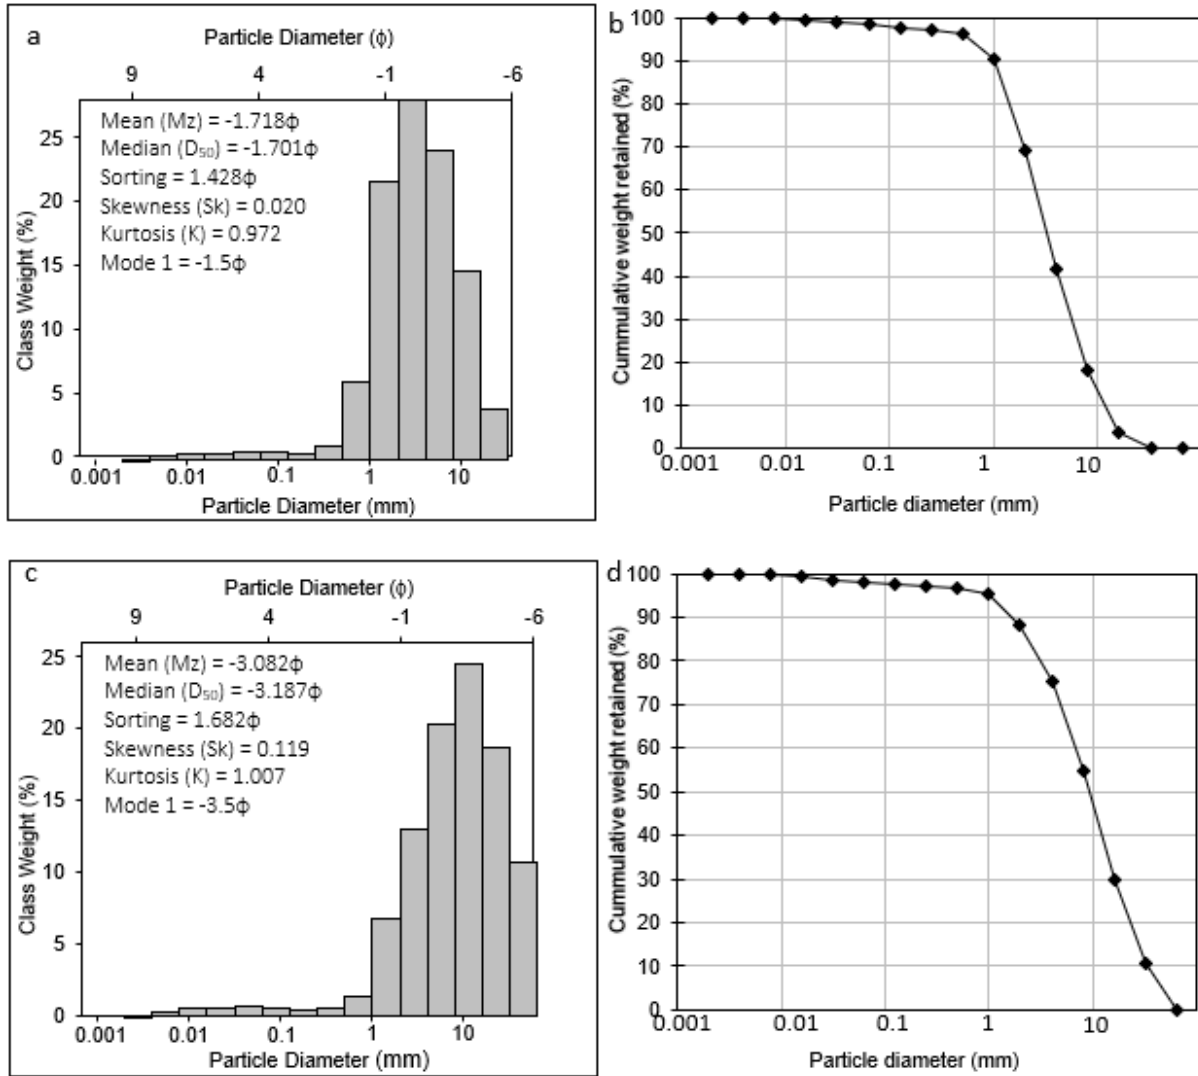 a
Particle Diameter (ϕ)
9 4 -1 -6
Mean (Mz) = -1.718ϕ
Median (D₅₀) = -1.701ϕ
Sorting = 1.428ϕ
Skewness (Sk) = 0.020
Kurtosis (K) = 0.972
Mode 1 = -1.5ϕ
Class Weight (%)
25
20
15
10
5
0
0.001 0.01 0.1 1 10
Particle Diameter (mm)
b
Cummulative weight retained (%)
100
90
80
70
60
50
40
30
20
10
0
0.001 0.01 0.1 1 10
Particle diameter (mm)
c
Particle Diameter (ϕ)
9 4 -1 -6
Mean (Mz) = -3.082ϕ
Median (D₅₀) = -3.187ϕ
Sorting = 1.682ϕ
Skewness (Sk) = 0.119
Kurtosis (K) = 1.007
Mode 1 = -3.5ϕ
Class Weight (%)
25
20
15
10
5
0
0.001 0.01 0.1 1 10
Particle Diameter (mm)
d
Cummulative weight retained (%)
100
90
80
70
60
50
40
30
20
10
0
0.001 0.01 0.1 1 10
Particle diameter (mm)